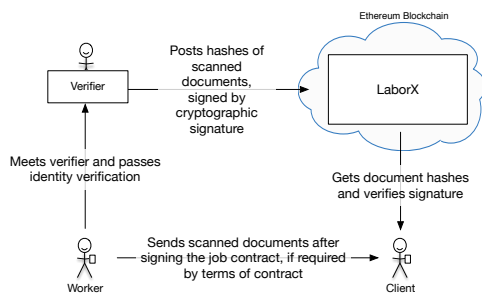 Ethereum Blockchain
Posts hashes of
scanned
documents,
signed by
cryptographic
signature
Verifier
LaborX
Meets verifier and passes
identity verification
Gets document hashes
and verifies signature
Sends scanned documents after
signing the job contract, if required
by terms of contract
Worker
Client